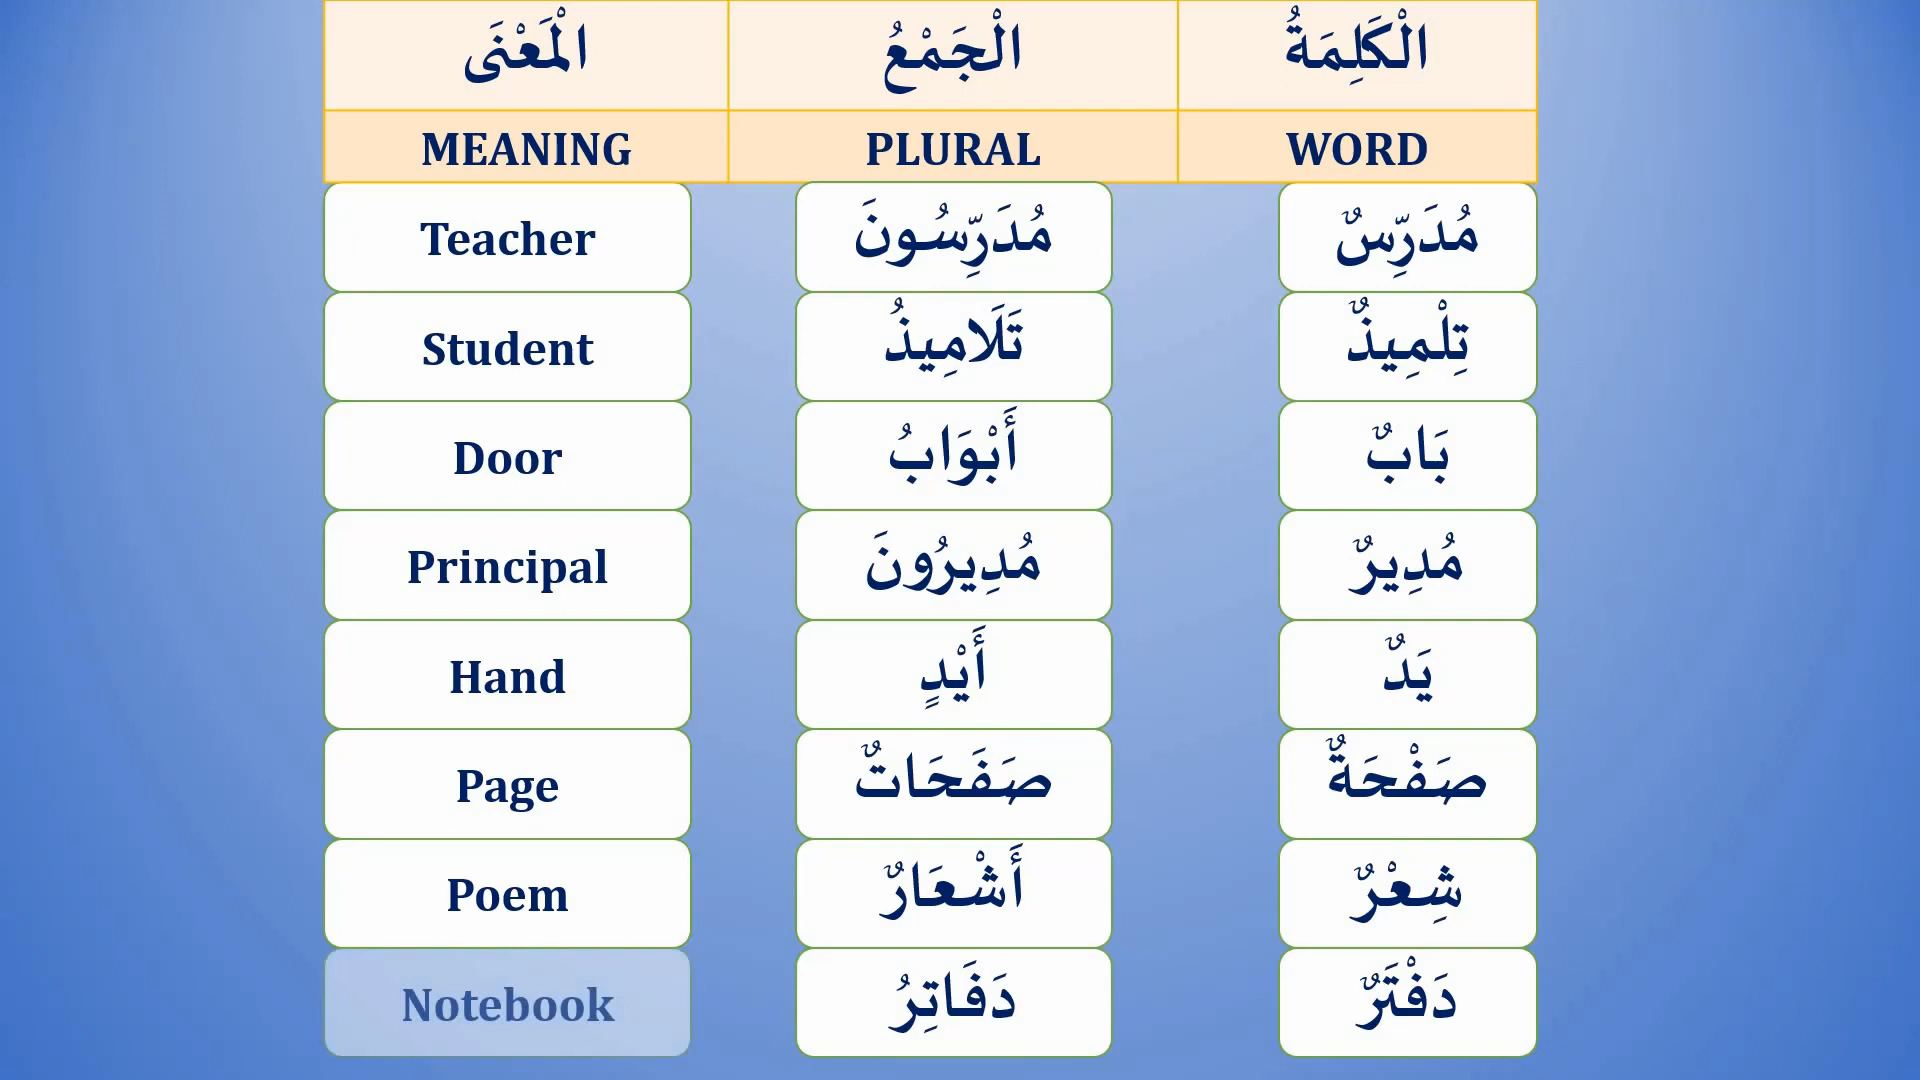 الْكَلِمَةُ الْجَمْعُ الْمَعْنَى
WORD PLURAL MEANING
مُدَرِّسٌ مُدَرِّسُونَ Teacher
تِلْمِيذٌ تَلَامِيذُ Student
بَابٌ أَبْوَابُ Door
مُدِيرٌ مُدِيرُونَ Principal
يَدٌ أَيْدٍ Hand
صَفْحَةٌ صَفَحَاتٌ Page
شِعْرٌ أَشْعَارٌ Poem
دَفْتَرٌ دَفَاتِرُ Notebook